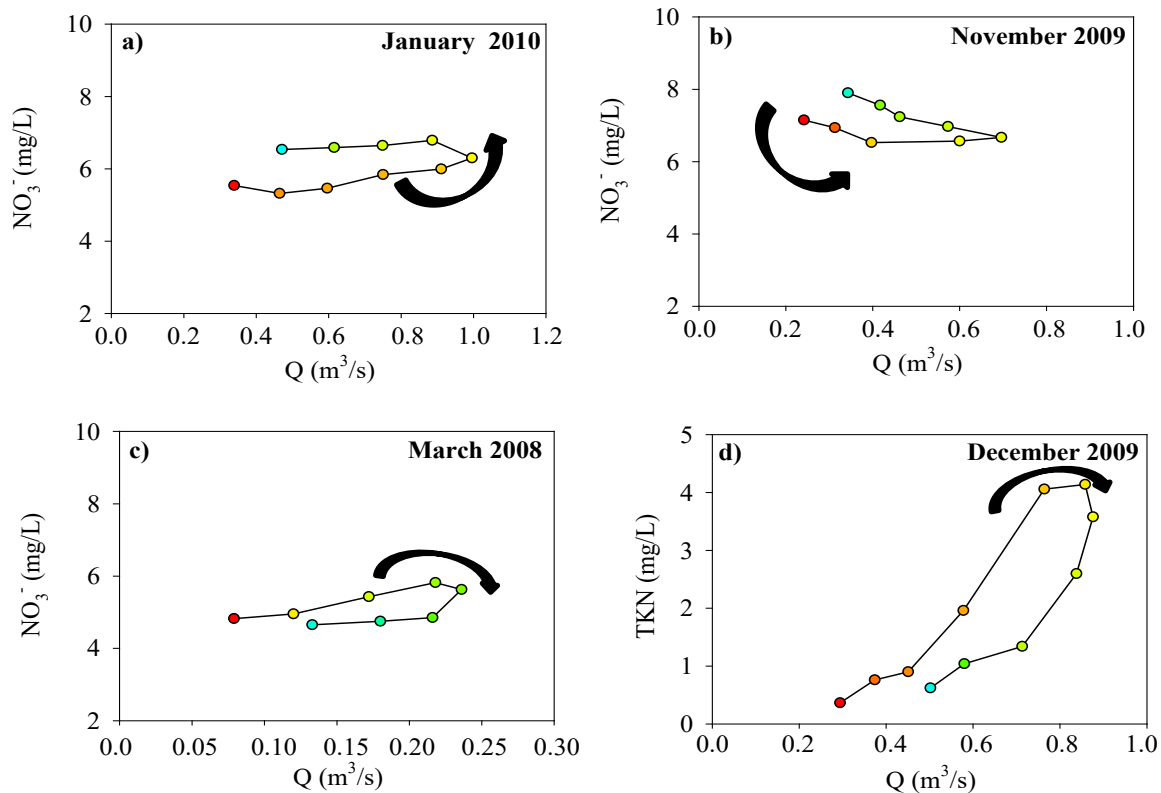 a) January 2010
10
8
6
4
2
NO₃⁻ (mg/L)
0.0 0.2 0.4 0.6 0.8 1.0 1.2
Q (m³/s)
b) November 2009
10
8
6
4
2
NO₃⁻ (mg/L)
0.0 0.2 0.4 0.6 0.8 1.0
Q (m³/s)
c) March 2008
10
8
6
4
2
NO₃⁻ (mg/L)
0.0 0.05 0.10 0.15 0.20 0.25 0.30
Q (m³/s)
d) December 2009
5
4
3
2
1
0
TKN (mg/L)
0.0 0.2 0.4 0.6 0.8 1.0
Q (m³/s)